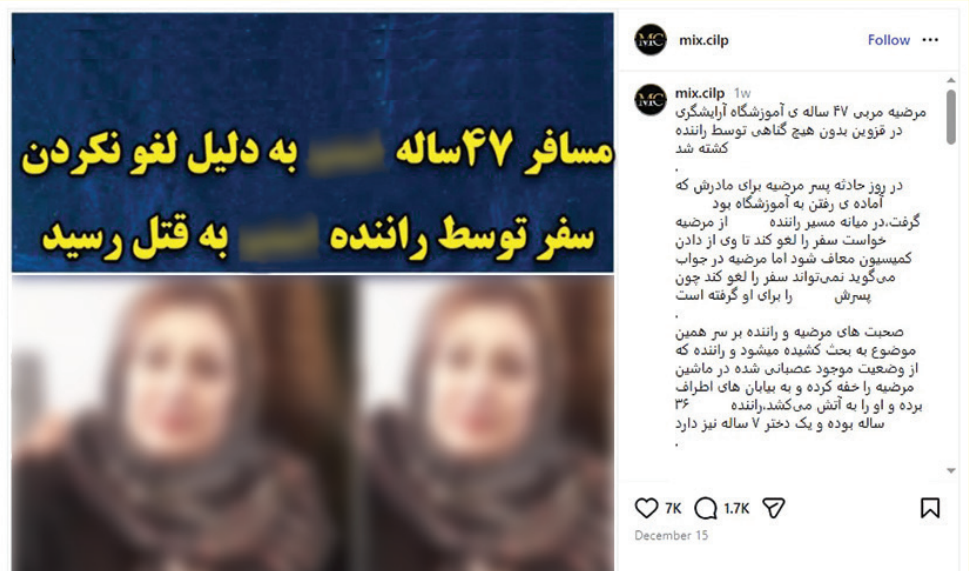 مسافر ۴۷ساله به دلیل لغو نکردن
سفر توسط راننده به قتل رسید
MC
mix.cilp
Follow
MC
mix.cilp 1w
مرضیه مربی ۴۷ ساله ی آموزشگاه آرایشگری
در قزوین بدون هیچ گناهی توسط راننده
کشته شد
.
در روز حادثه پسر مرضیه برای مادرش که
آماده ی رفتن به آموزشگاه بود
گرفت،در میانه مسیر راننده از مرضیه
خواست سفر را لغو کند تا وی از دادن
کمیسیون معاف شود اما مرضیه در جواب
می‌گوید نمی‌تواند سفر را لغو کند چون
پسرش را برای او گرفته است
.
صحبت های مرضیه و راننده بر سر همین
موضوع به بحث کشیده میشود و راننده که
از وضعیت موجود عصبانی شده در ماشین
مرضیه را خفه کرده و به بیابان های اطراف
برده و او را به آتش می‌کشد،راننده ۳۶
ساله بوده و یک دختر ۷ ساله نیز دارد
.
7K 1.7K
December 15